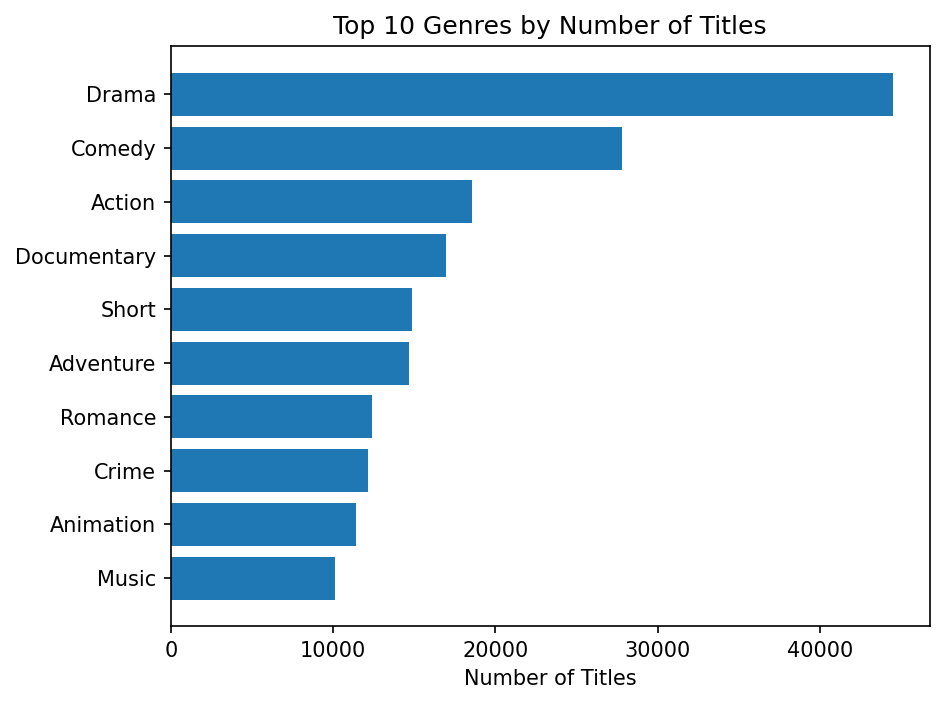 Top 10 Genres by Number of Titles
Drama
Comedy
Action
Documentary
Short
Adventure
Romance
Crime
Animation
Music
0 10000 20000 30000 40000
Number of Titles